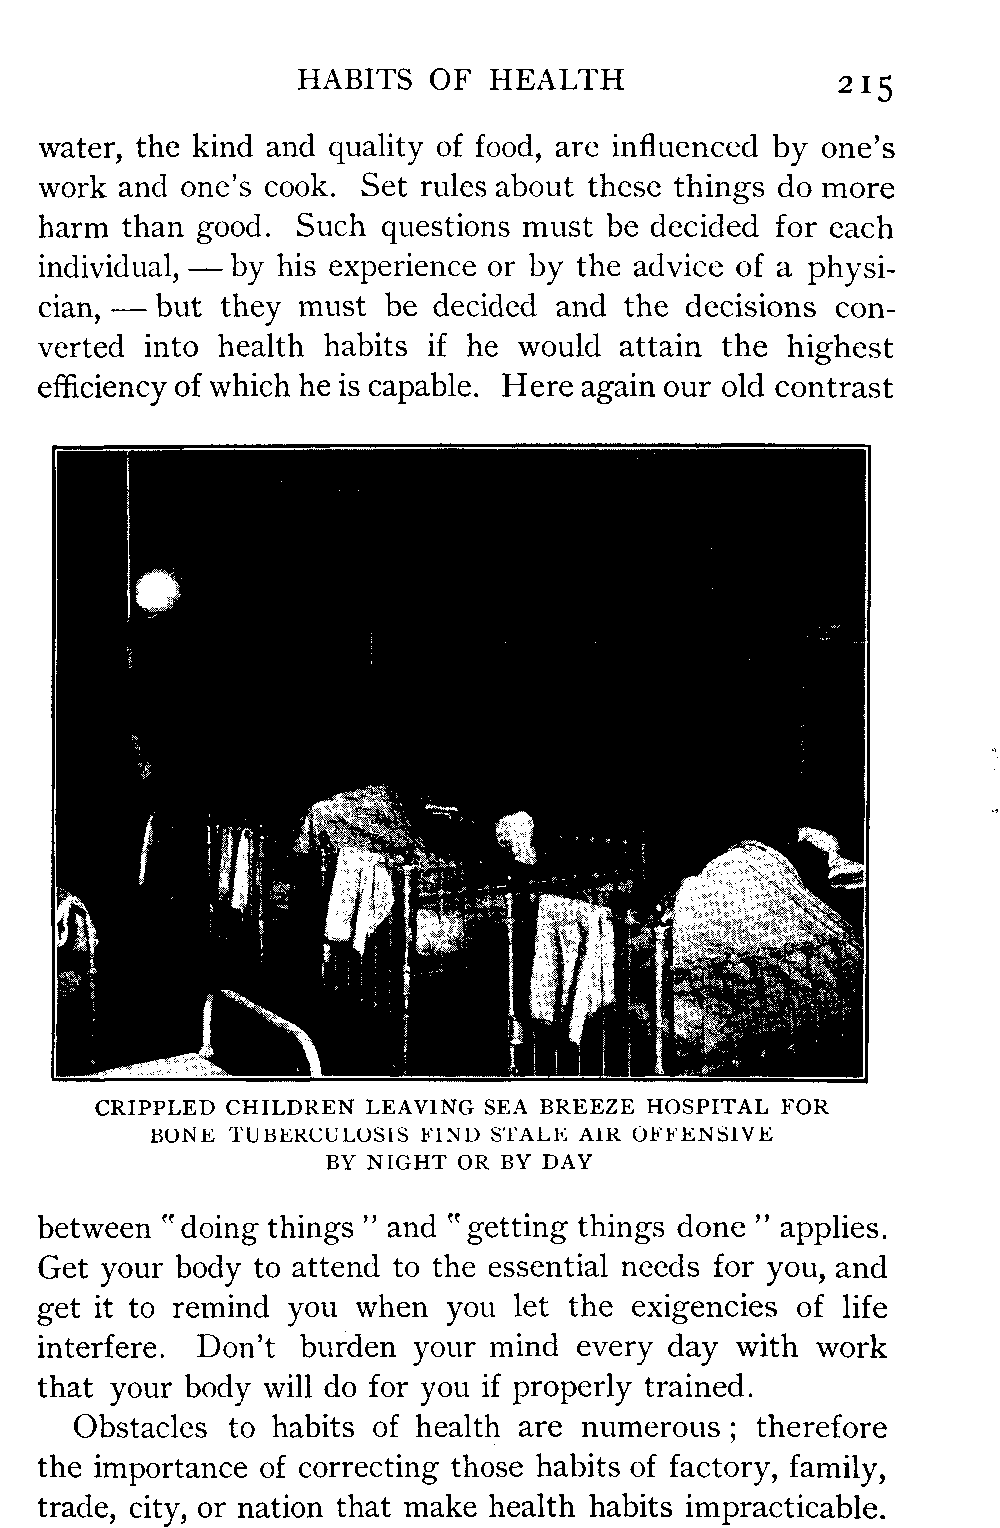 HABITS OF HEALTH 215
water, the kind and quality of food, are influenced by one's
work and one's cook. Set rules about these things do more
harm than good. Such questions must be decided for each
individual, — by his experience or by the advice of a physi-
cian, — but they must be decided and the decisions con-
verted into health habits if he would attain the highest
efficiency of which he is capable. Here again our old contrast
CRIPPLED CHILDREN LEAVING SEA BREEZE HOSPITAL FOR
BONE TUBERCULOSIS FIND STALE AIR OFFENSIVE
BY NIGHT OR BY DAY
between "doing things" and "getting things done" applies.
Get your body to attend to the essential needs for you, and
get it to remind you when you let the exigencies of life
interfere. Don't burden your mind every day with work
that your body will do for you if properly trained.
Obstacles to habits of health are numerous; therefore
the importance of correcting those habits of factory, family,
trade, city, or nation that make health habits impracticable.